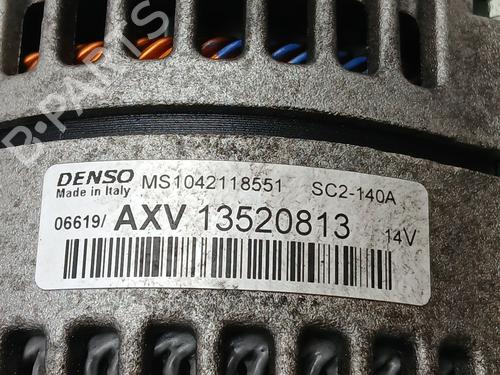 B-PARTS
DENSO MS1042118551 SC2-140A
Made in Italy
06619/ AXV 13520813 14V